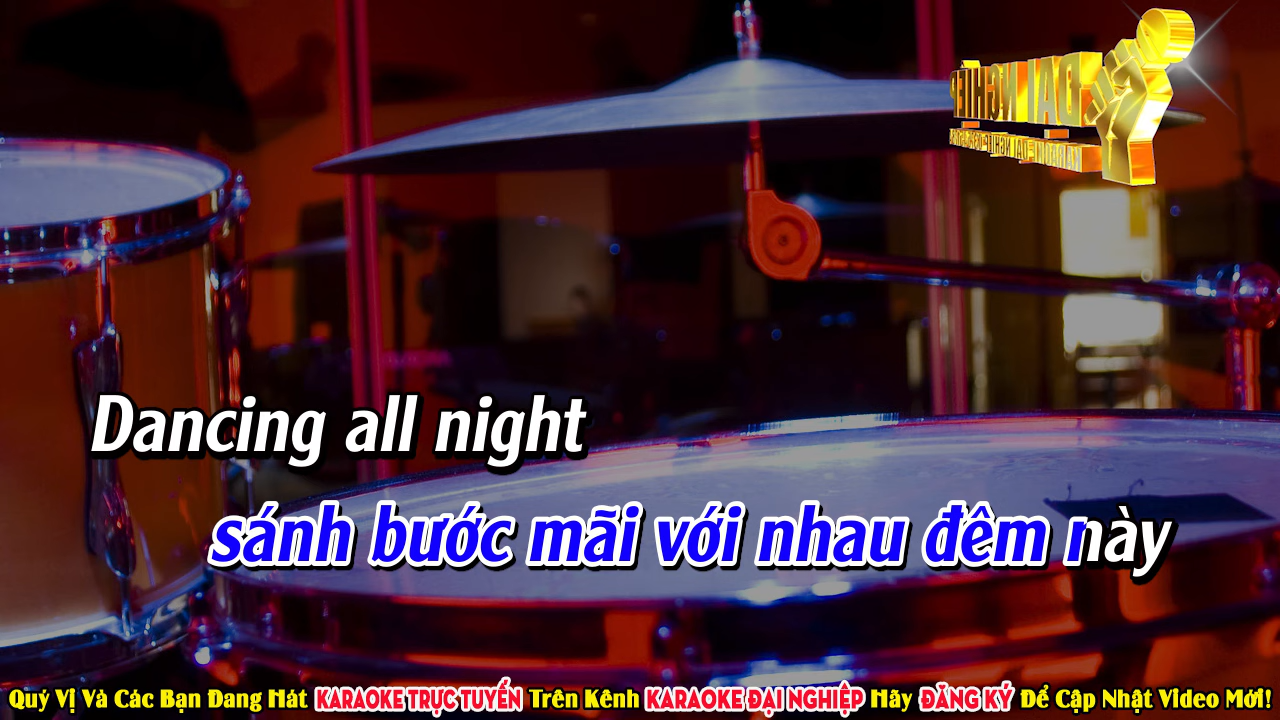 ĐẠI NGHIỆP
Dancing all night
sánh bước mãi với nhau đêm này
Quý Vị Và Các Bạn Đang Hát KARAOKE TRỰC TUYẾN Trên Kênh KARAOKE ĐẠI NGHIỆP Hãy ĐĂNG KÝ Để Cập Nhật Video Mới!